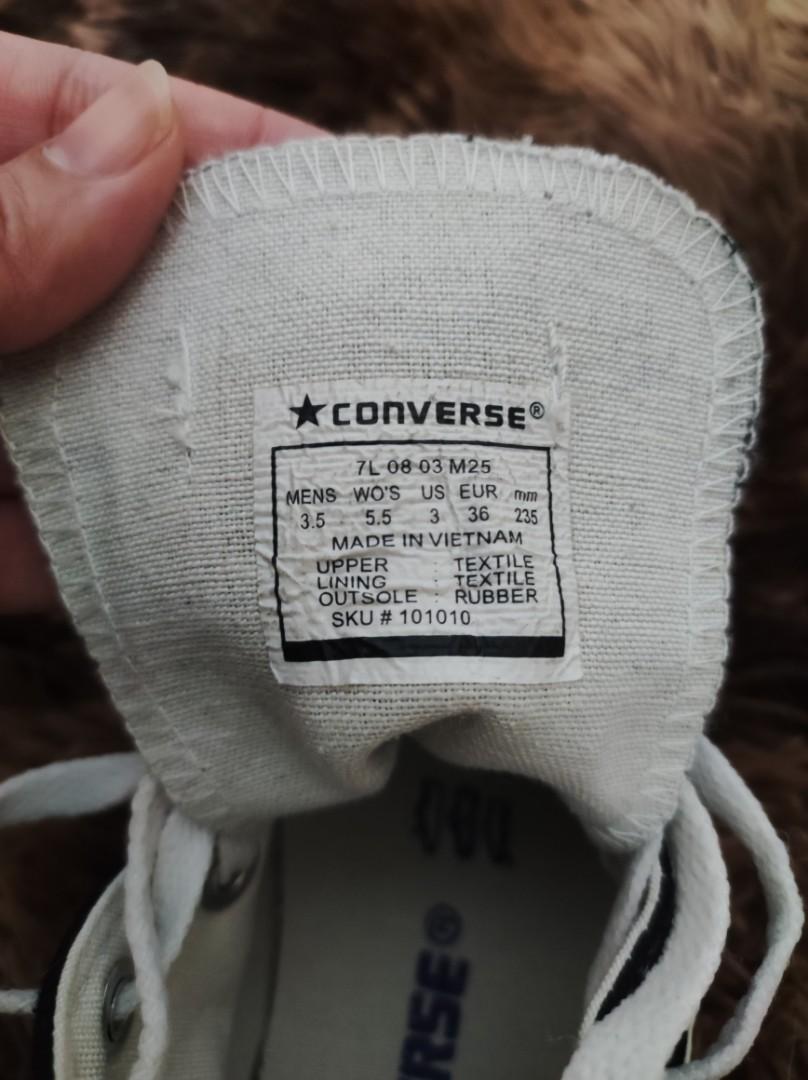 ★CONVERSE®
7L 08 03 M25
MENS WO'S US EUR mm
3.5 5.5 3 36 235
MADE IN VIETNAM
UPPER : TEXTILE
LINING : TEXTILE
OUTSOLE : RUBBER
SKU # 101010
RSE®